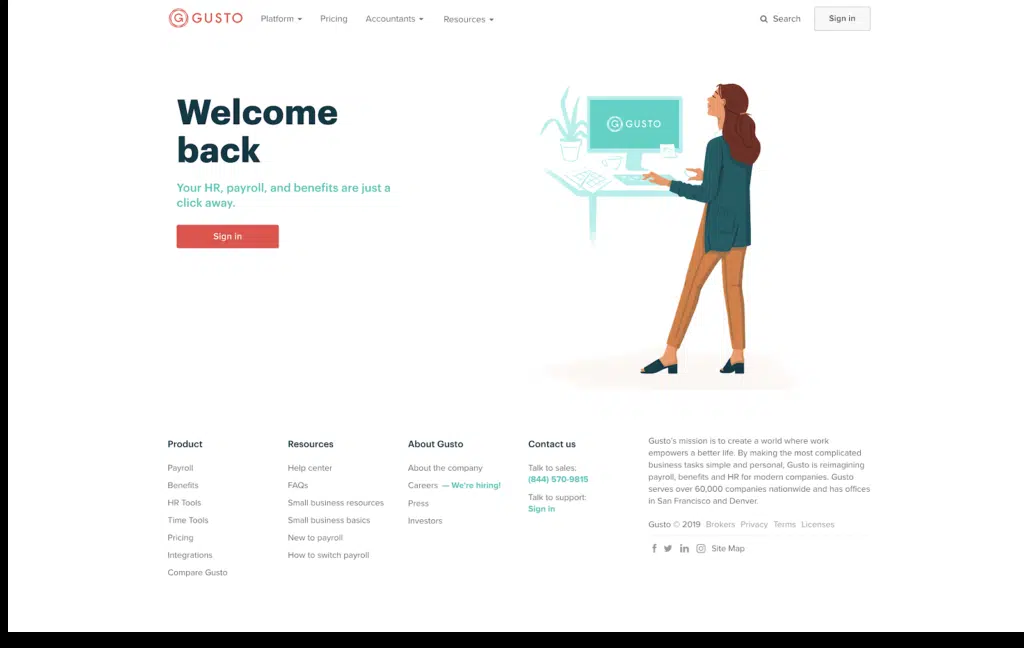 GUSTO
Platform
Pricing
Accountants
Resources
Search
Sign in
Welcome
back
Your HR, payroll, and benefits are just a
click away.
Sign in
GUSTO
Product
Payroll
Benefits
HR Tools
Time Tools
Pricing
Integrations
Compare Gusto
Resources
Help center
FAQs
Small business resources
Small business basics
New to payroll
How to switch payroll
About Gusto
About the company
Careers — We're hiring!
Press
Investors
Contact us
Talk to sales:
(844) 570-9815
Talk to support:
Sign in
Gusto's mission is to create a world where work
empowers a better life. By making the most complicated
business tasks simple and personal, Gusto is reimagining
payroll, benefits and HR for modern companies. Gusto
serves over 60,000 companies nationwide and has offices
in San Francisco and Denver.
Gusto © 2019 Brokers Privacy Terms Licenses
Site Map